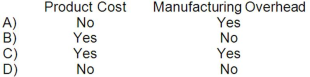 Product Cost Manufacturing Overhead
A) No Yes
B) Yes No
C) Yes Yes
D) No No